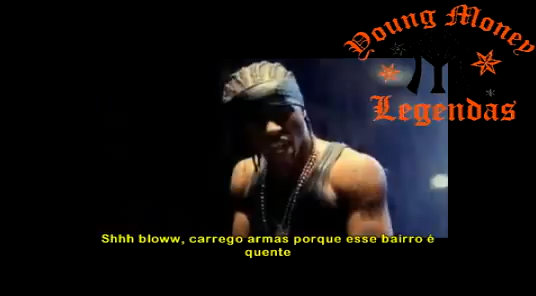 Young Money
Legendas
Shhh bloww, carrego armas porque esse bairro é
quente